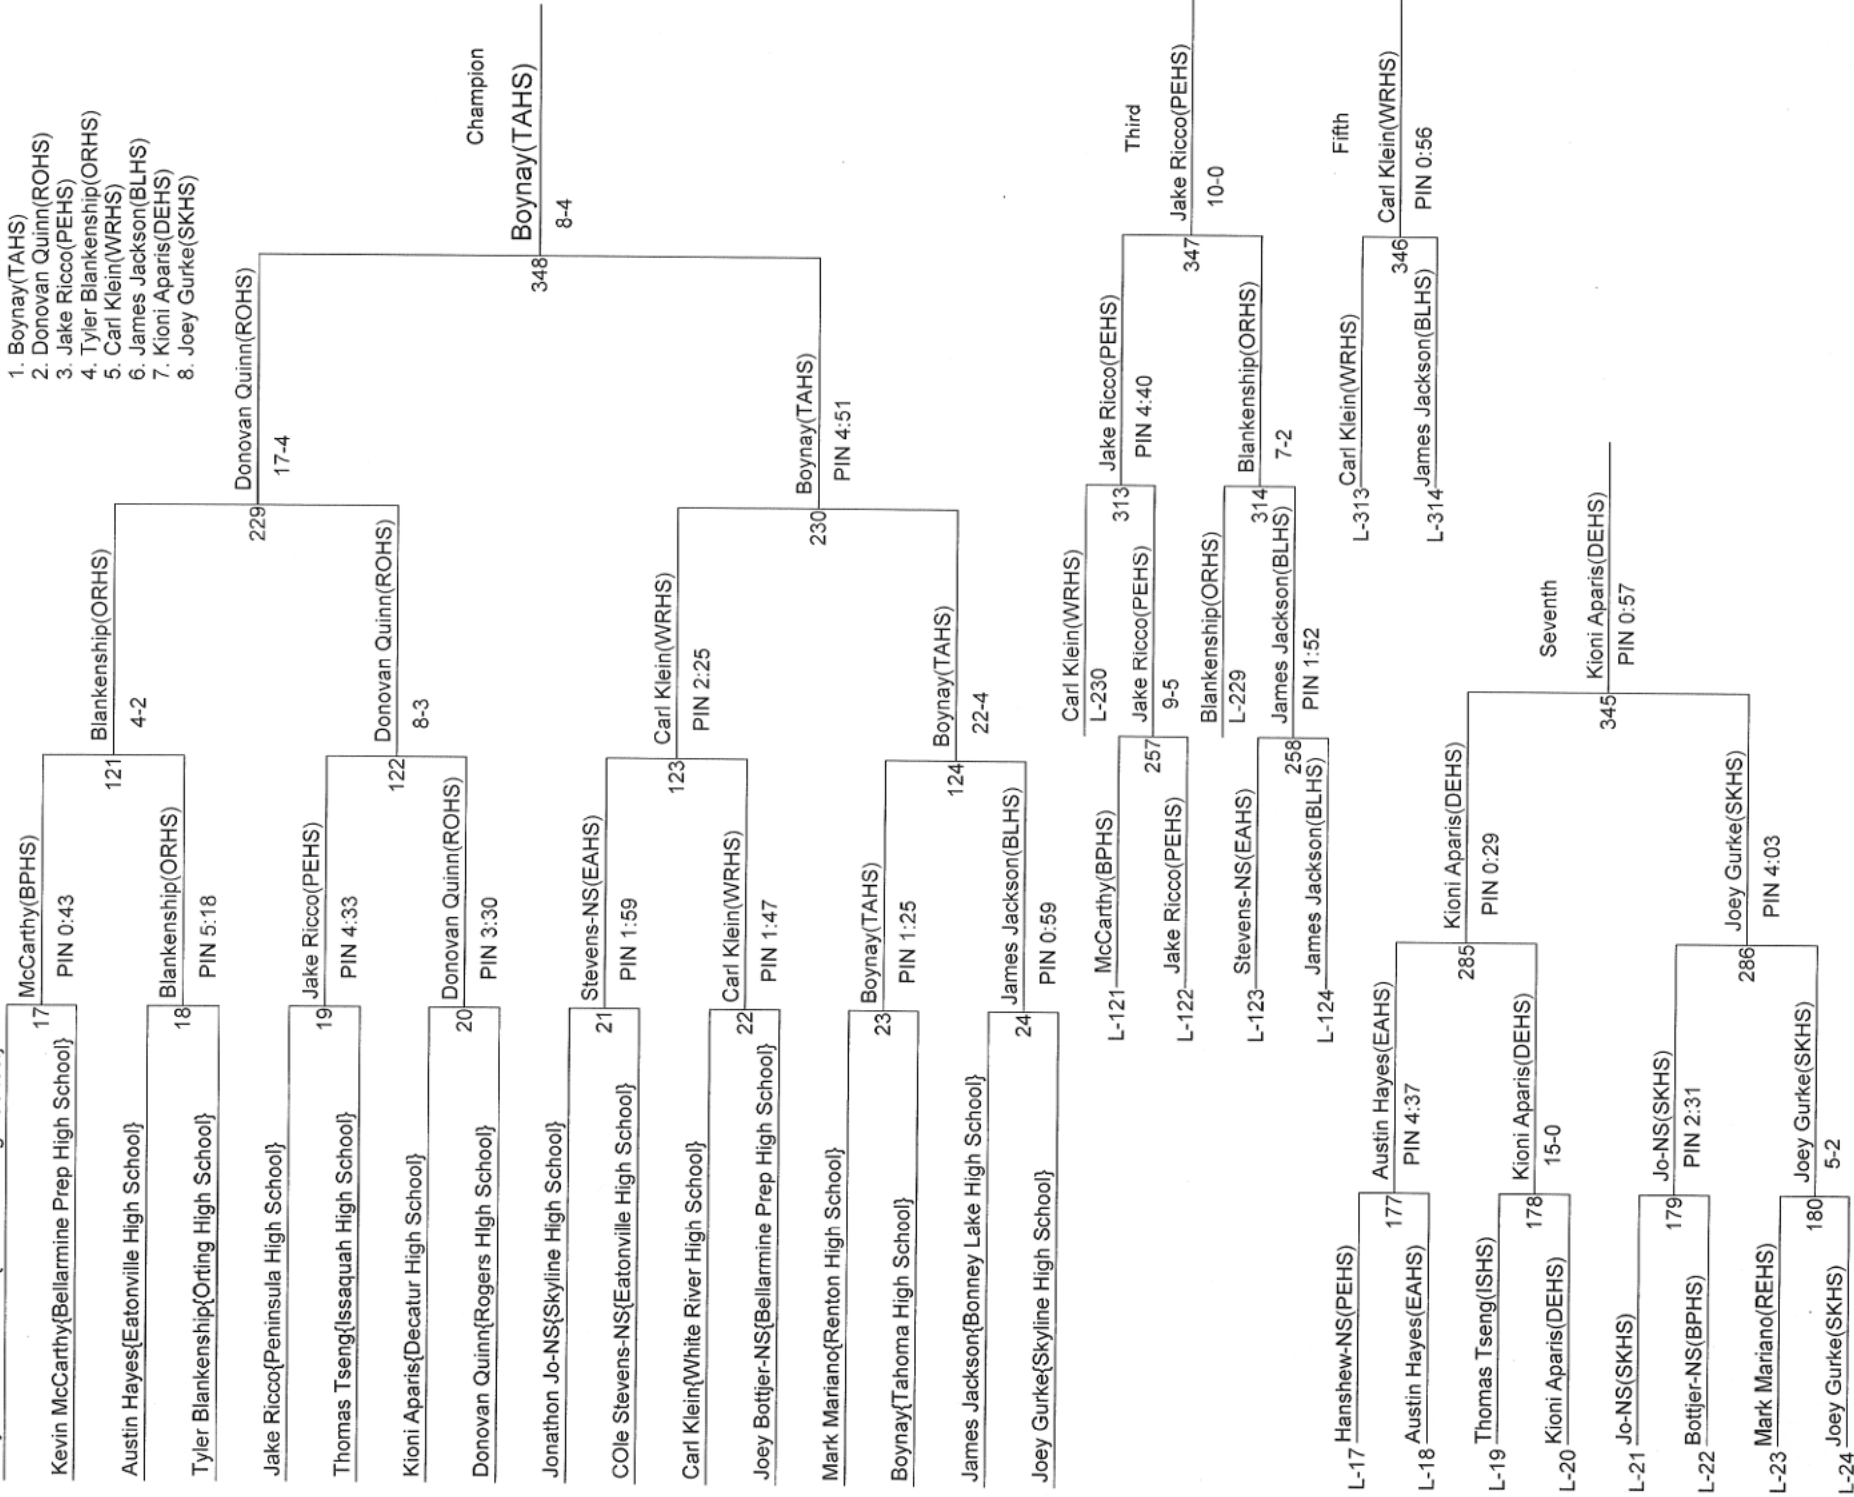 1. Boynay(TAHS)
2. Donovan Quinn(ROHS)
3. Jake Ricco(PEHS)
4. Tyler Blankenship(ORHS)
5. Carl Klein(WRHS)
6. James Jackson(BLHS)
7. Kioni Aparis(DEHS)
8. Joey Gurke(SKHS)
Kevin McCarthy{Bellarmine Prep High School}
17
McCarthy(BPHS)
PIN 0:43
Austin Hayes{Eatonville High School}
18
Blankenship(ORHS)
PIN 5:18
Tyler Blankenship{Orting High School}
121
Blankenship(ORHS)
4-2
Jake Ricco{Peninsula High School}
19
Jake Ricco(PEHS)
PIN 4:33
Thomas Tseng{Issaquah High School}
Kioni Aparis{Decatur High School}
20
Donovan Quinn(ROHS)
PIN 3:30
Donovan Quinn{Rogers HIgh School}
122
Donovan Quinn(ROHS)
8-3
229
Donovan Quinn(ROHS)
17-4
Jonathon Jo-NS{Skyline High School}
21
Stevens-NS(EAHS)
PIN 1:59
COle Stevens-NS{Eatonville High School}
Carl Klein{White River High School}
22
Carl Klein(WRHS)
PIN 1:47
Joey Bottjer-NS{Bellarmine Prep High School}
123
Carl Klein(WRHS)
PIN 2:25
Mark Mariano{Renton High School}
23
Boynay(TAHS)
PIN 1:25
Boynay{Tahoma High School}
James Jackson{Bonney Lake High School}
24
James Jackson(BLHS)
PIN 0:59
Joey Gurke{Skyline High School}
124
Boynay(TAHS)
22-4
230
Boynay(TAHS)
PIN 4:51
348
Champion
Boynay(TAHS)
8-4
L-121
McCarthy(BPHS)
L-122
Jake Ricco(PEHS)
257
Carl Klein(WRHS)
L-230
Jake Ricco(PEHS)
9-5
313
Jake Ricco(PEHS)
PIN 4:40
L-123
Stevens-NS(EAHS)
L-124
James Jackson(BLHS)
258
Blankenship(ORHS)
L-229
James Jackson(BLHS)
PIN 1:52
314
Blankenship(ORHS)
7-2
347
Third
Jake Ricco(PEHS)
10-0
L-313
Carl Klein(WRHS)
L-314
James Jackson(BLHS)
346
Fifth
Carl Klein(WRHS)
PIN 0:56
L-17
Hanshew-NS(PEHS)
L-18
Austin Hayes(EAHS)
177
Austin Hayes(EAHS)
PIN 4:37
L-19
Thomas Tseng(ISHS)
L-20
Kioni Aparis(DEHS)
178
Kioni Aparis(DEHS)
15-0
285
Kioni Aparis(DEHS)
PIN 0:29
L-21
Jo-NS(SKHS)
L-22
Bottjer-NS(BPHS)
179
Jo-NS(SKHS)
PIN 2:31
L-23
Mark Mariano(REHS)
L-24
Joey Gurke(SKHS)
180
Joey Gurke(SKHS)
5-2
286
Joey Gurke(SKHS)
PIN 4:03
345
Seventh
Kioni Aparis(DEHS)
PIN 0:57